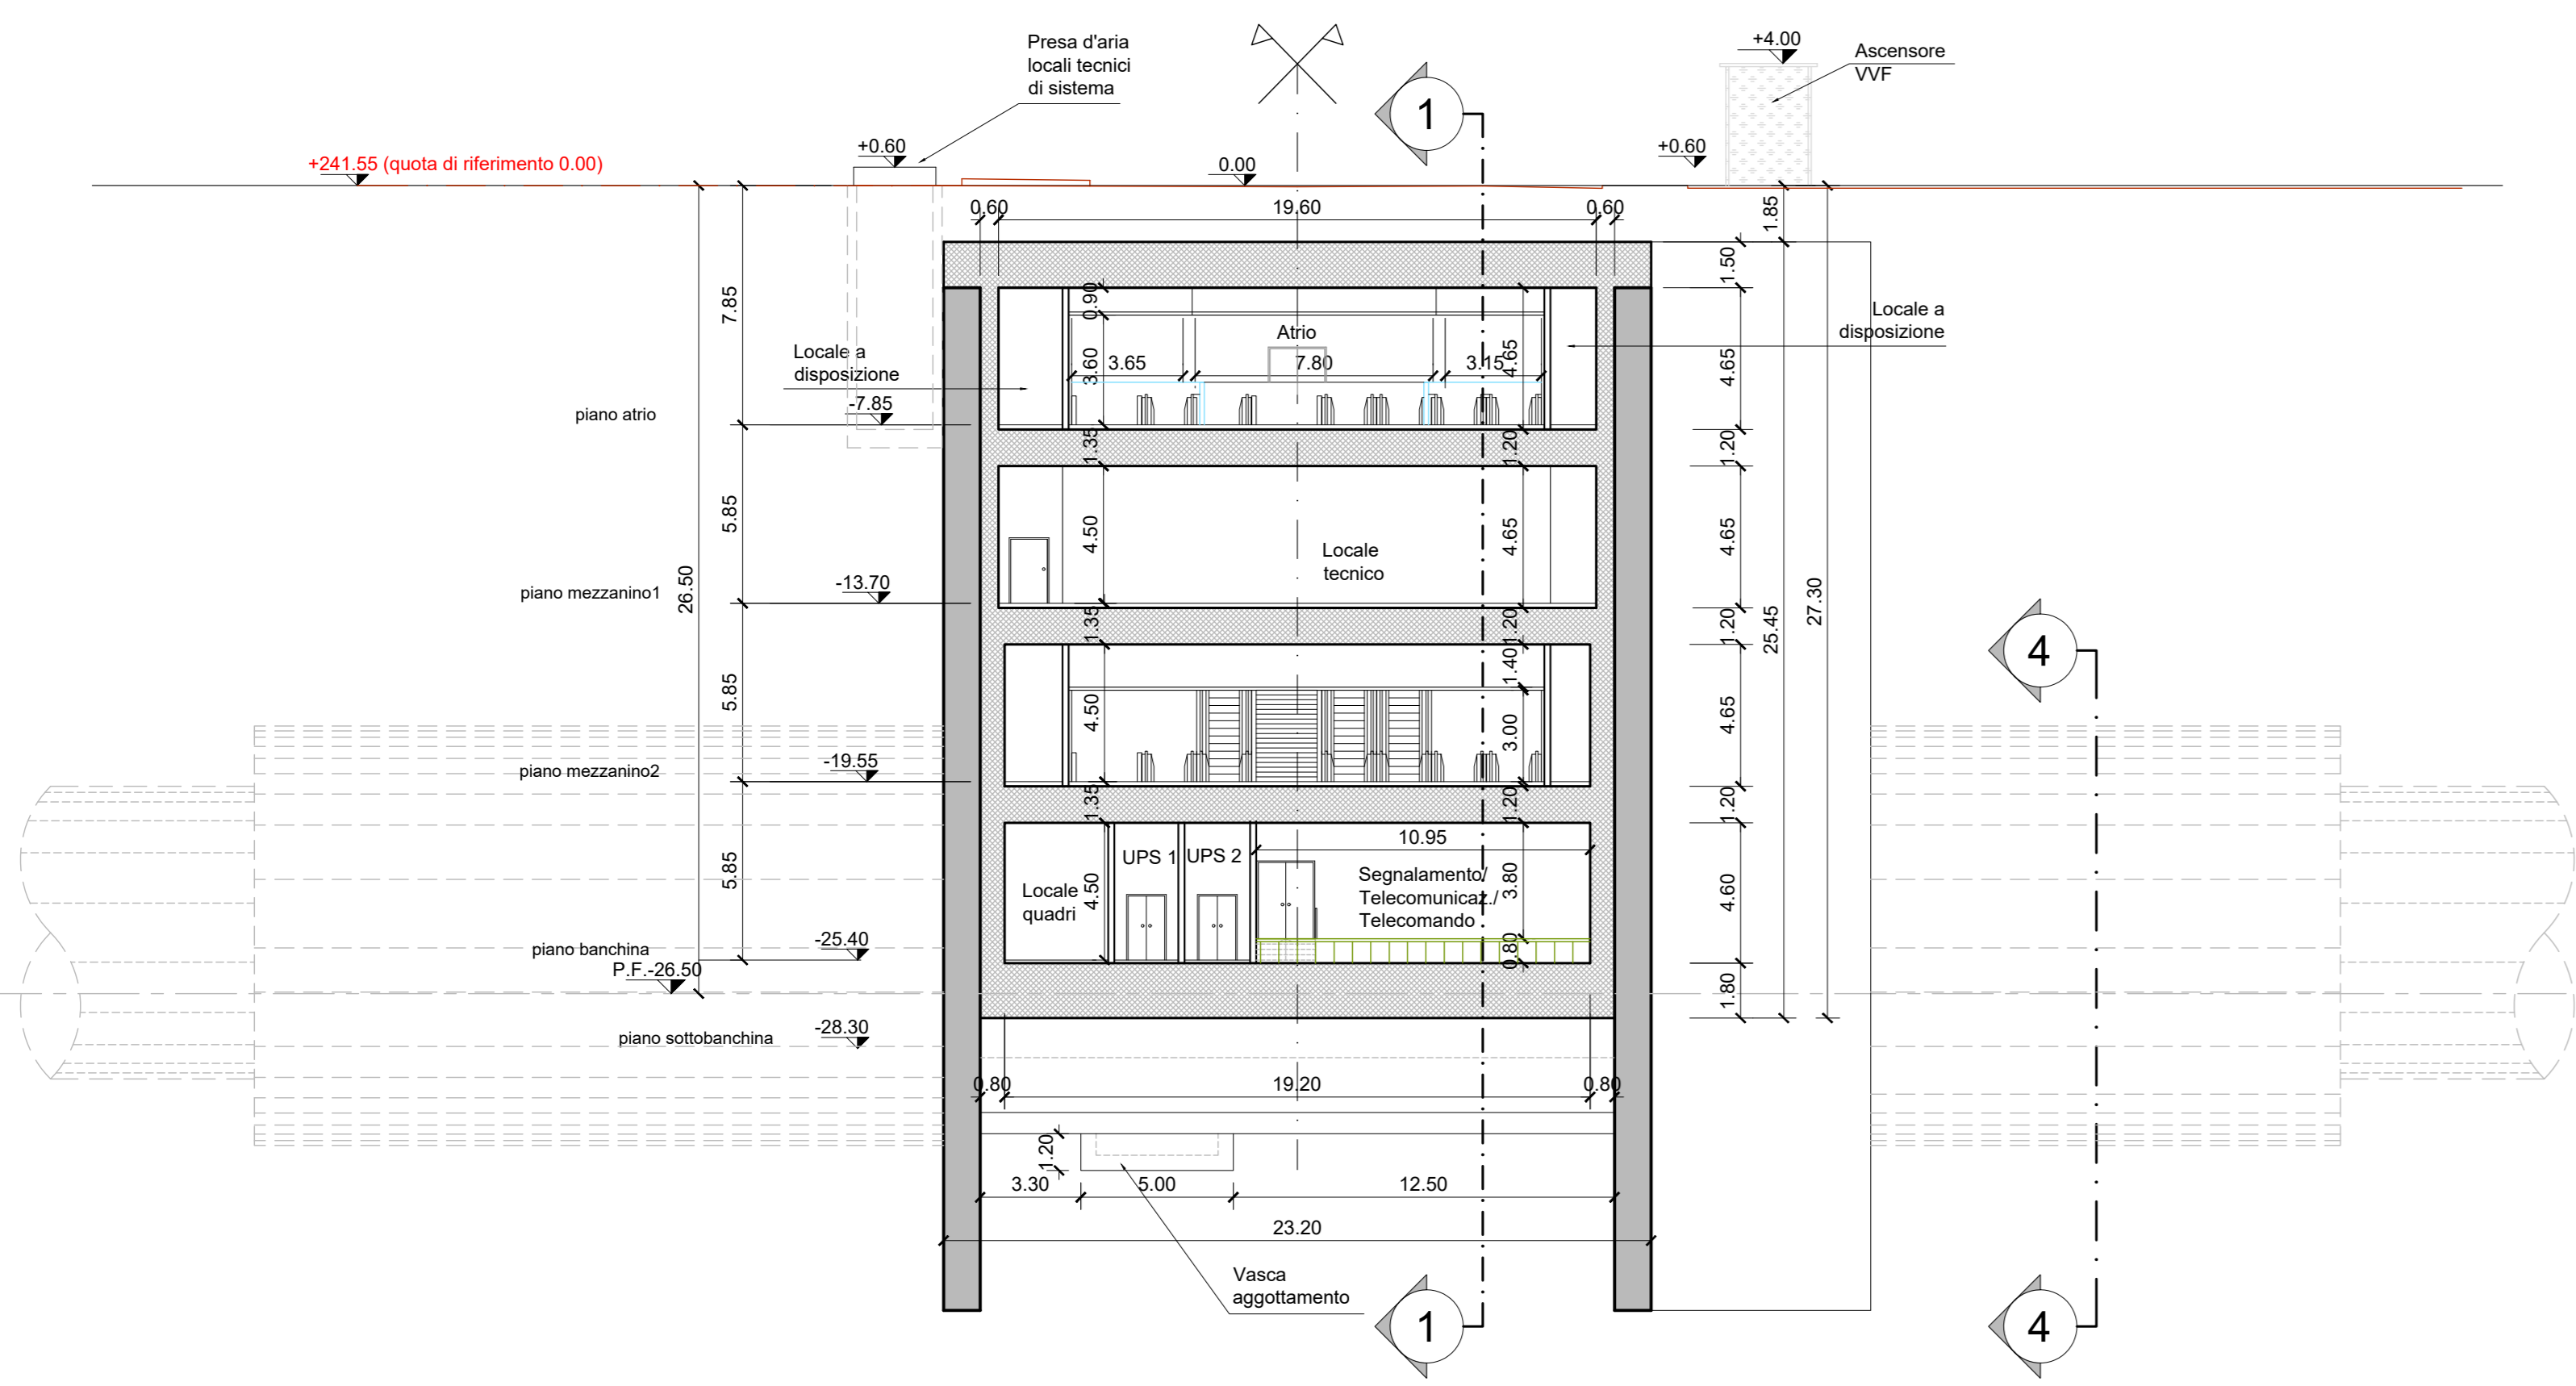 Presa d'aria
locali tecnici
di sistema
+4.00
Ascensore
VVF
1
+0.60
+0.60
+241.55 (quota di riferimento 0.00)
0.00
0.60
19.60
0.60
1.85
1.50
0.90
7.85
Locale a
disposizione
Atrio
Locale a
disposizione
3.60
3.65
7.80
3.15
4.65
4.65
piano atrio
-7.85
1.35
1.20
1.20
5.85
4.50
4.65
4.65
Locale
tecnico
26.50
piano mezzanino1
-13.70
27.30
25.45
1.35
1.20
1.20
4
1.40
5.85
4.50
3.00
4.65
piano mezzanino2
-19.55
1.35
1.20
1.20
10.95
UPS 1
UPS 2
5.85
Locale
quadri
4.50
Segnalamento/
Telecomunicaz./
Telecomando
3.80
4.60
piano banchina
-25.40
0.80
P.F.-26.50
1.80
piano sottobanchina
-28.30
0.80
19.20
0.80
1.20
3.30
5.00
12.50
23.20
Vasca
aggottamento
1
4